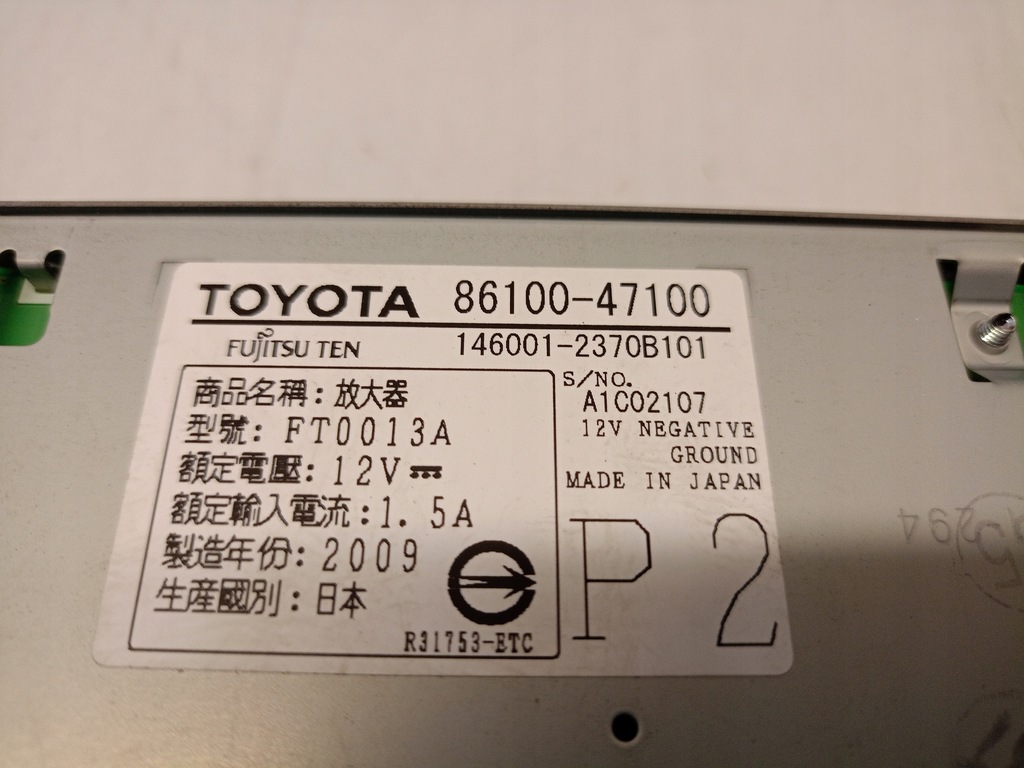 TOYOTA 86100-47100
FUJITSU TEN 146001-2370B101
商品名稱：放大器
型號：FT0013A
額定電壓：12V
額定輸入電流：1.5A
製造年份：2009
生産國別：日本
R31753-ETC
S/NO.
A1C02107
12V NEGATIVE
GROUND
MADE IN JAPAN
P 2
294